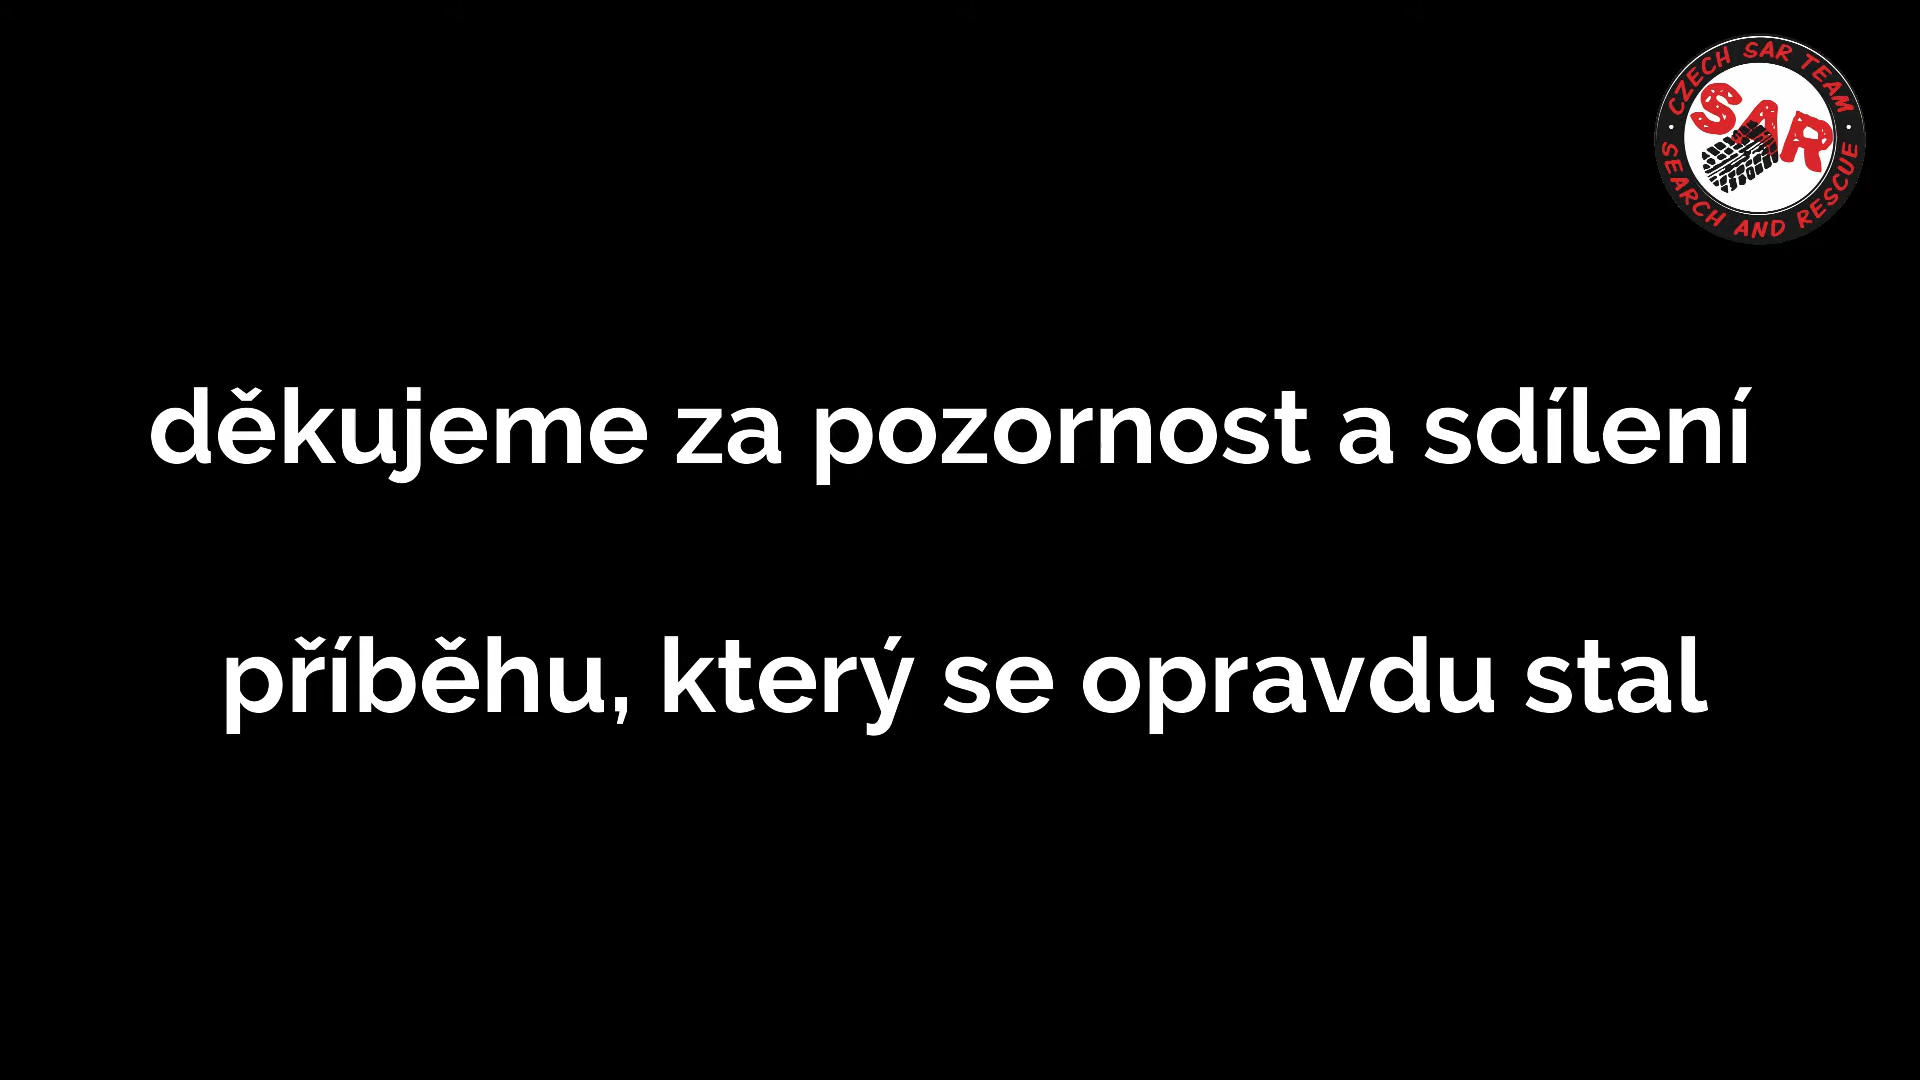 CZECH SAR TEAM
SAR
SEARCH AND RESCUE
děkujeme za pozornost a sdílení
příběhu, který se opravdu stal